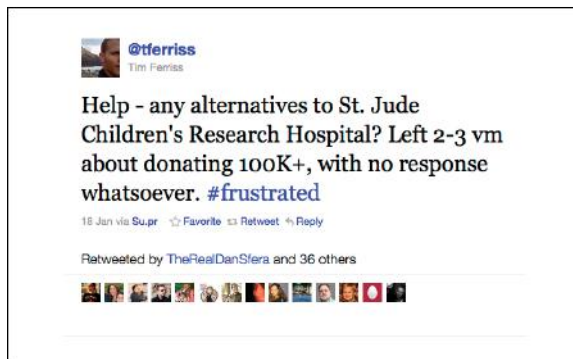 @tferriss
Tim Ferriss
Help - any alternatives to St. Jude
Children's Research Hospital? Left 2-3 vm
about donating 100K+, with no response
whatsoever. #frustrated
18 Jan via Su.pr Favorite Retweet Reply
Retweeted by TheRealDanSfera and 36 others